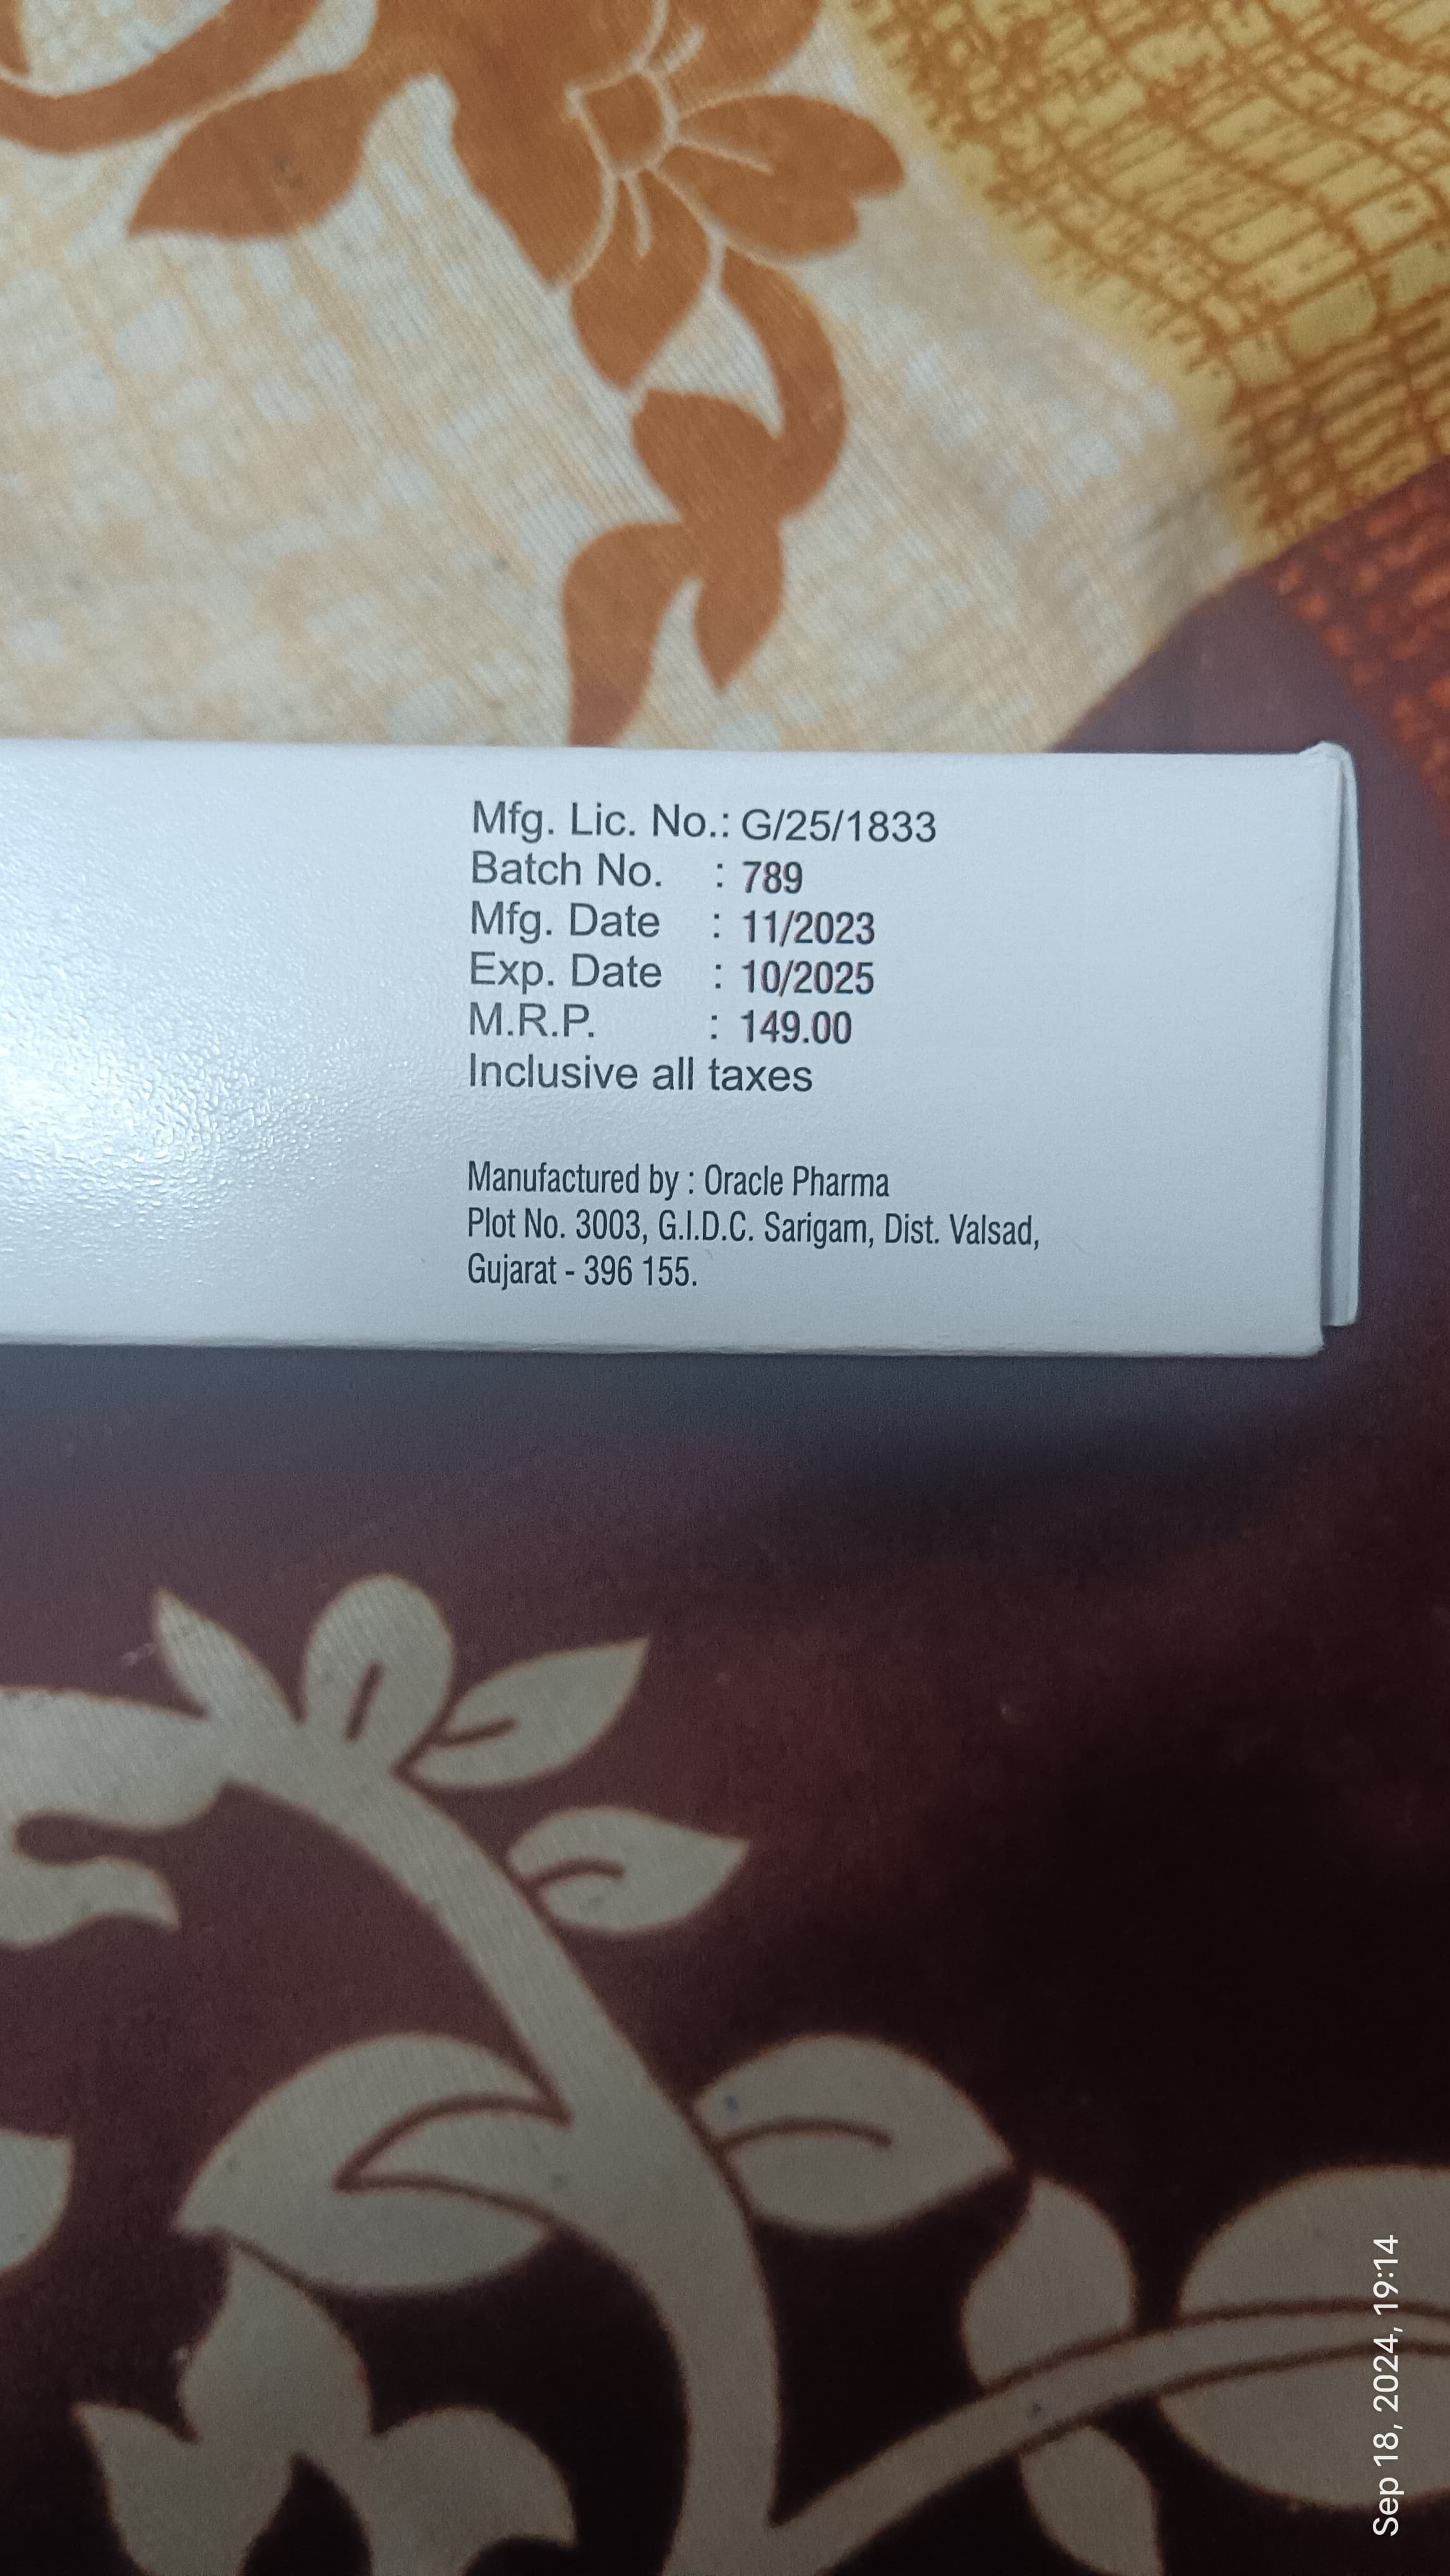 Mfg. Lic. No.: G/25/1833
Batch No. : 789
Mfg. Date : 11/2023
Exp. Date : 10/2025
M.R.P. : 149.00
Inclusive all taxes
Manufactured by : Oracle Pharma
Plot No. 3003, G.I.D.C. Sarigam, Dist. Valsad,
Gujarat - 396 155.
Sep 18, 2024, 19:14